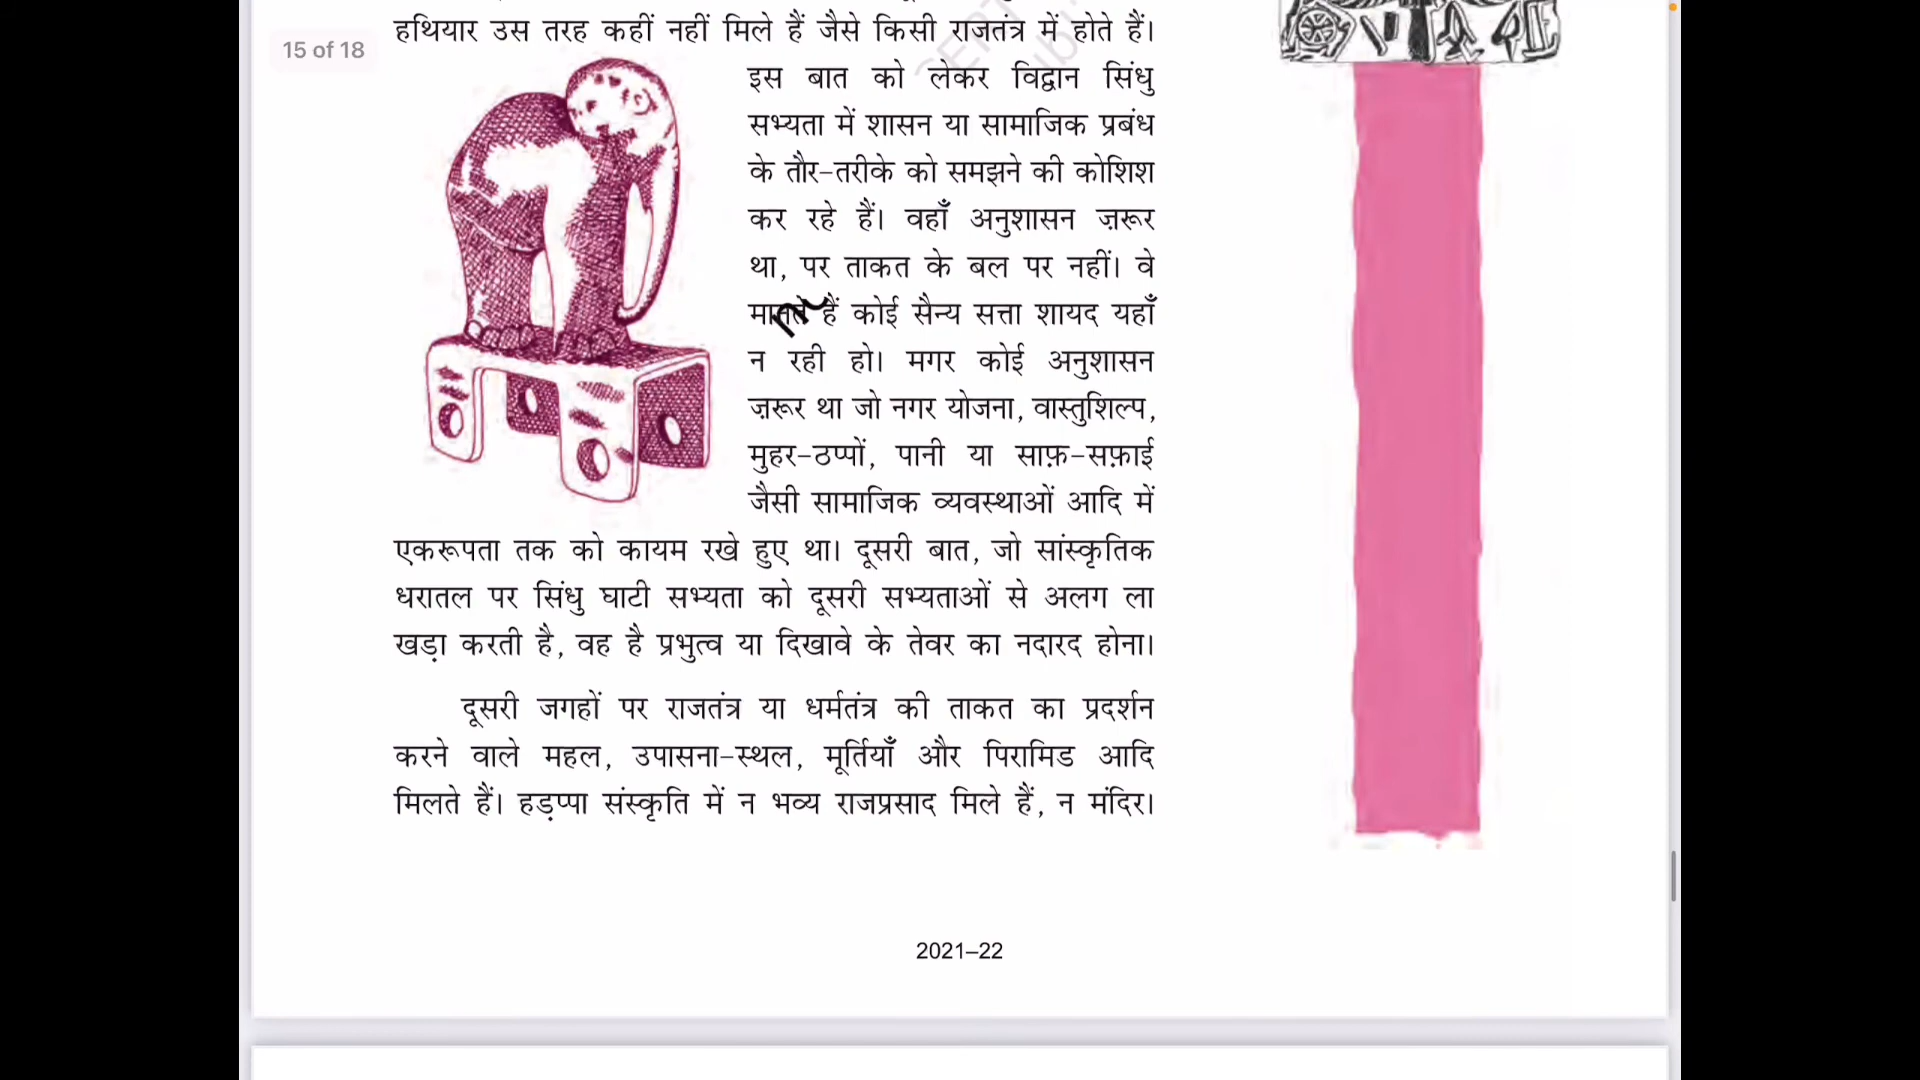 हथियार उस तरह कहीं नहीं मिले हैं जैसे किसी राजतंत्र में होते हैं।
15 of 18
इस बात को लेकर विद्वान सिंधु
सभ्यता में शासन या सामाजिक प्रबंध
के तौर-तरीके को समझने की कोशिश
कर रहे हैं। वहाँ अनुशासन ज़रूर
था, पर ताकत के बल पर नहीं। वे
मानते हैं कोई सैन्य सत्ता शायद यहाँ
न रही हो। मगर कोई अनुशासन
ज़रूर था जो नगर योजना, वास्तुशिल्प,
मुहर-ठप्पों, पानी या साफ़-सफ़ाई
जैसी सामाजिक व्यवस्थाओं आदि में
एकरूपता तक को कायम रखे हुए था। दूसरी बात, जो सांस्कृतिक
धरातल पर सिंधु घाटी सभ्यता को दूसरी सभ्यताओं से अलग ला
खड़ा करती है, वह है प्रभुत्व या दिखावे के तेवर का नदारद होना।
दूसरी जगहों पर राजतंत्र या धर्मतंत्र की ताकत का प्रदर्शन
करने वाले महल, उपासना-स्थल, मूर्तियाँ और पिरामिड आदि
मिलते हैं। हड़प्पा संस्कृति में न भव्य राजप्रसाद मिले हैं, न मंदिर।
2021–22